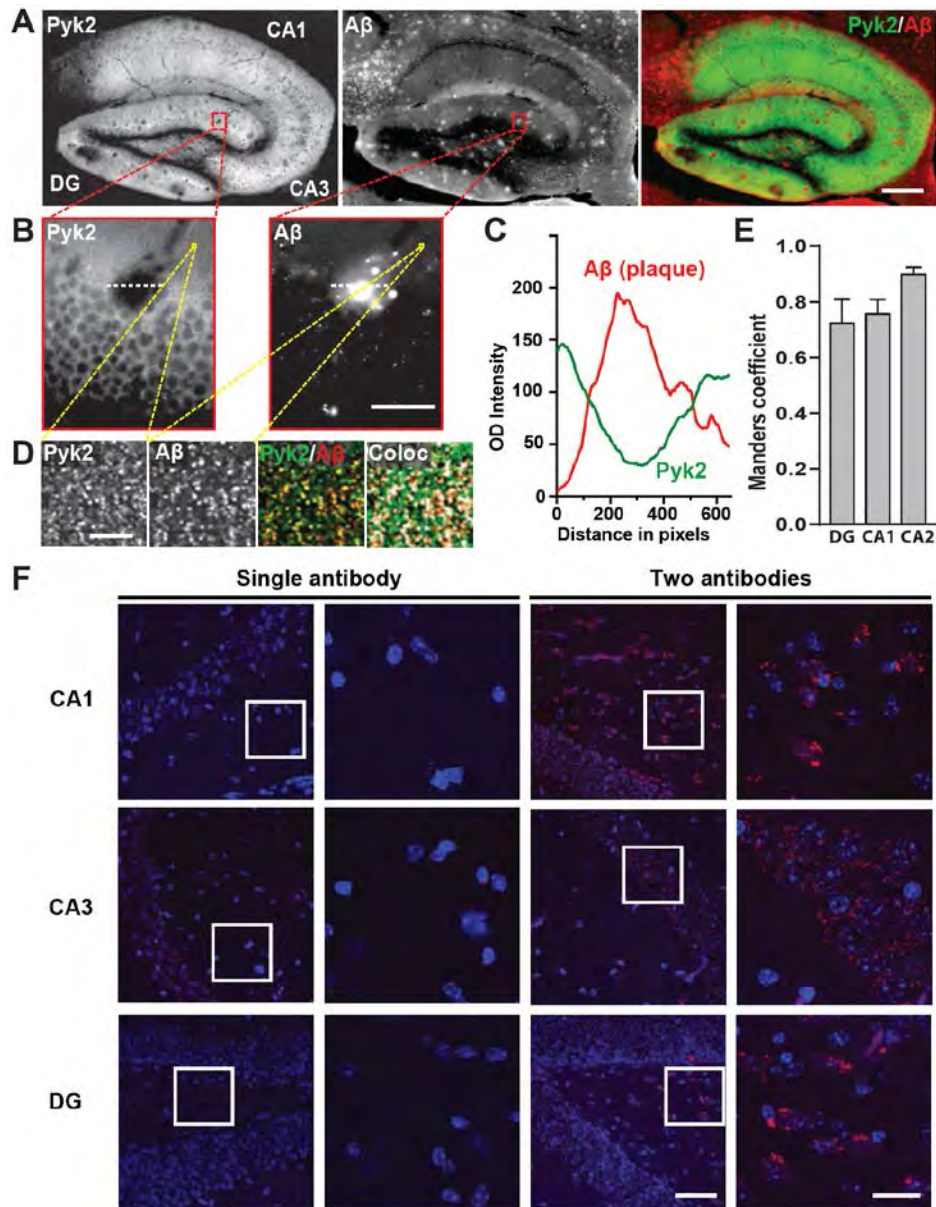 A Pyk2 CA1 Aβ Pyk2/Aβ
DG CA3
B Pyk2 Aβ
C
Aβ (plaque)
Pyk2
OD Intensity
200
150
100
50
0
0 200 400 600
Distance in pixels
E
Manders coefficient
1.0
0.8
0.6
0.4
0.2
0.0
DG CA1 CA2
D Pyk2 Aβ Pyk2/Aβ Coloc
F
Single antibody Two antibodies
CA1
CA3
DG